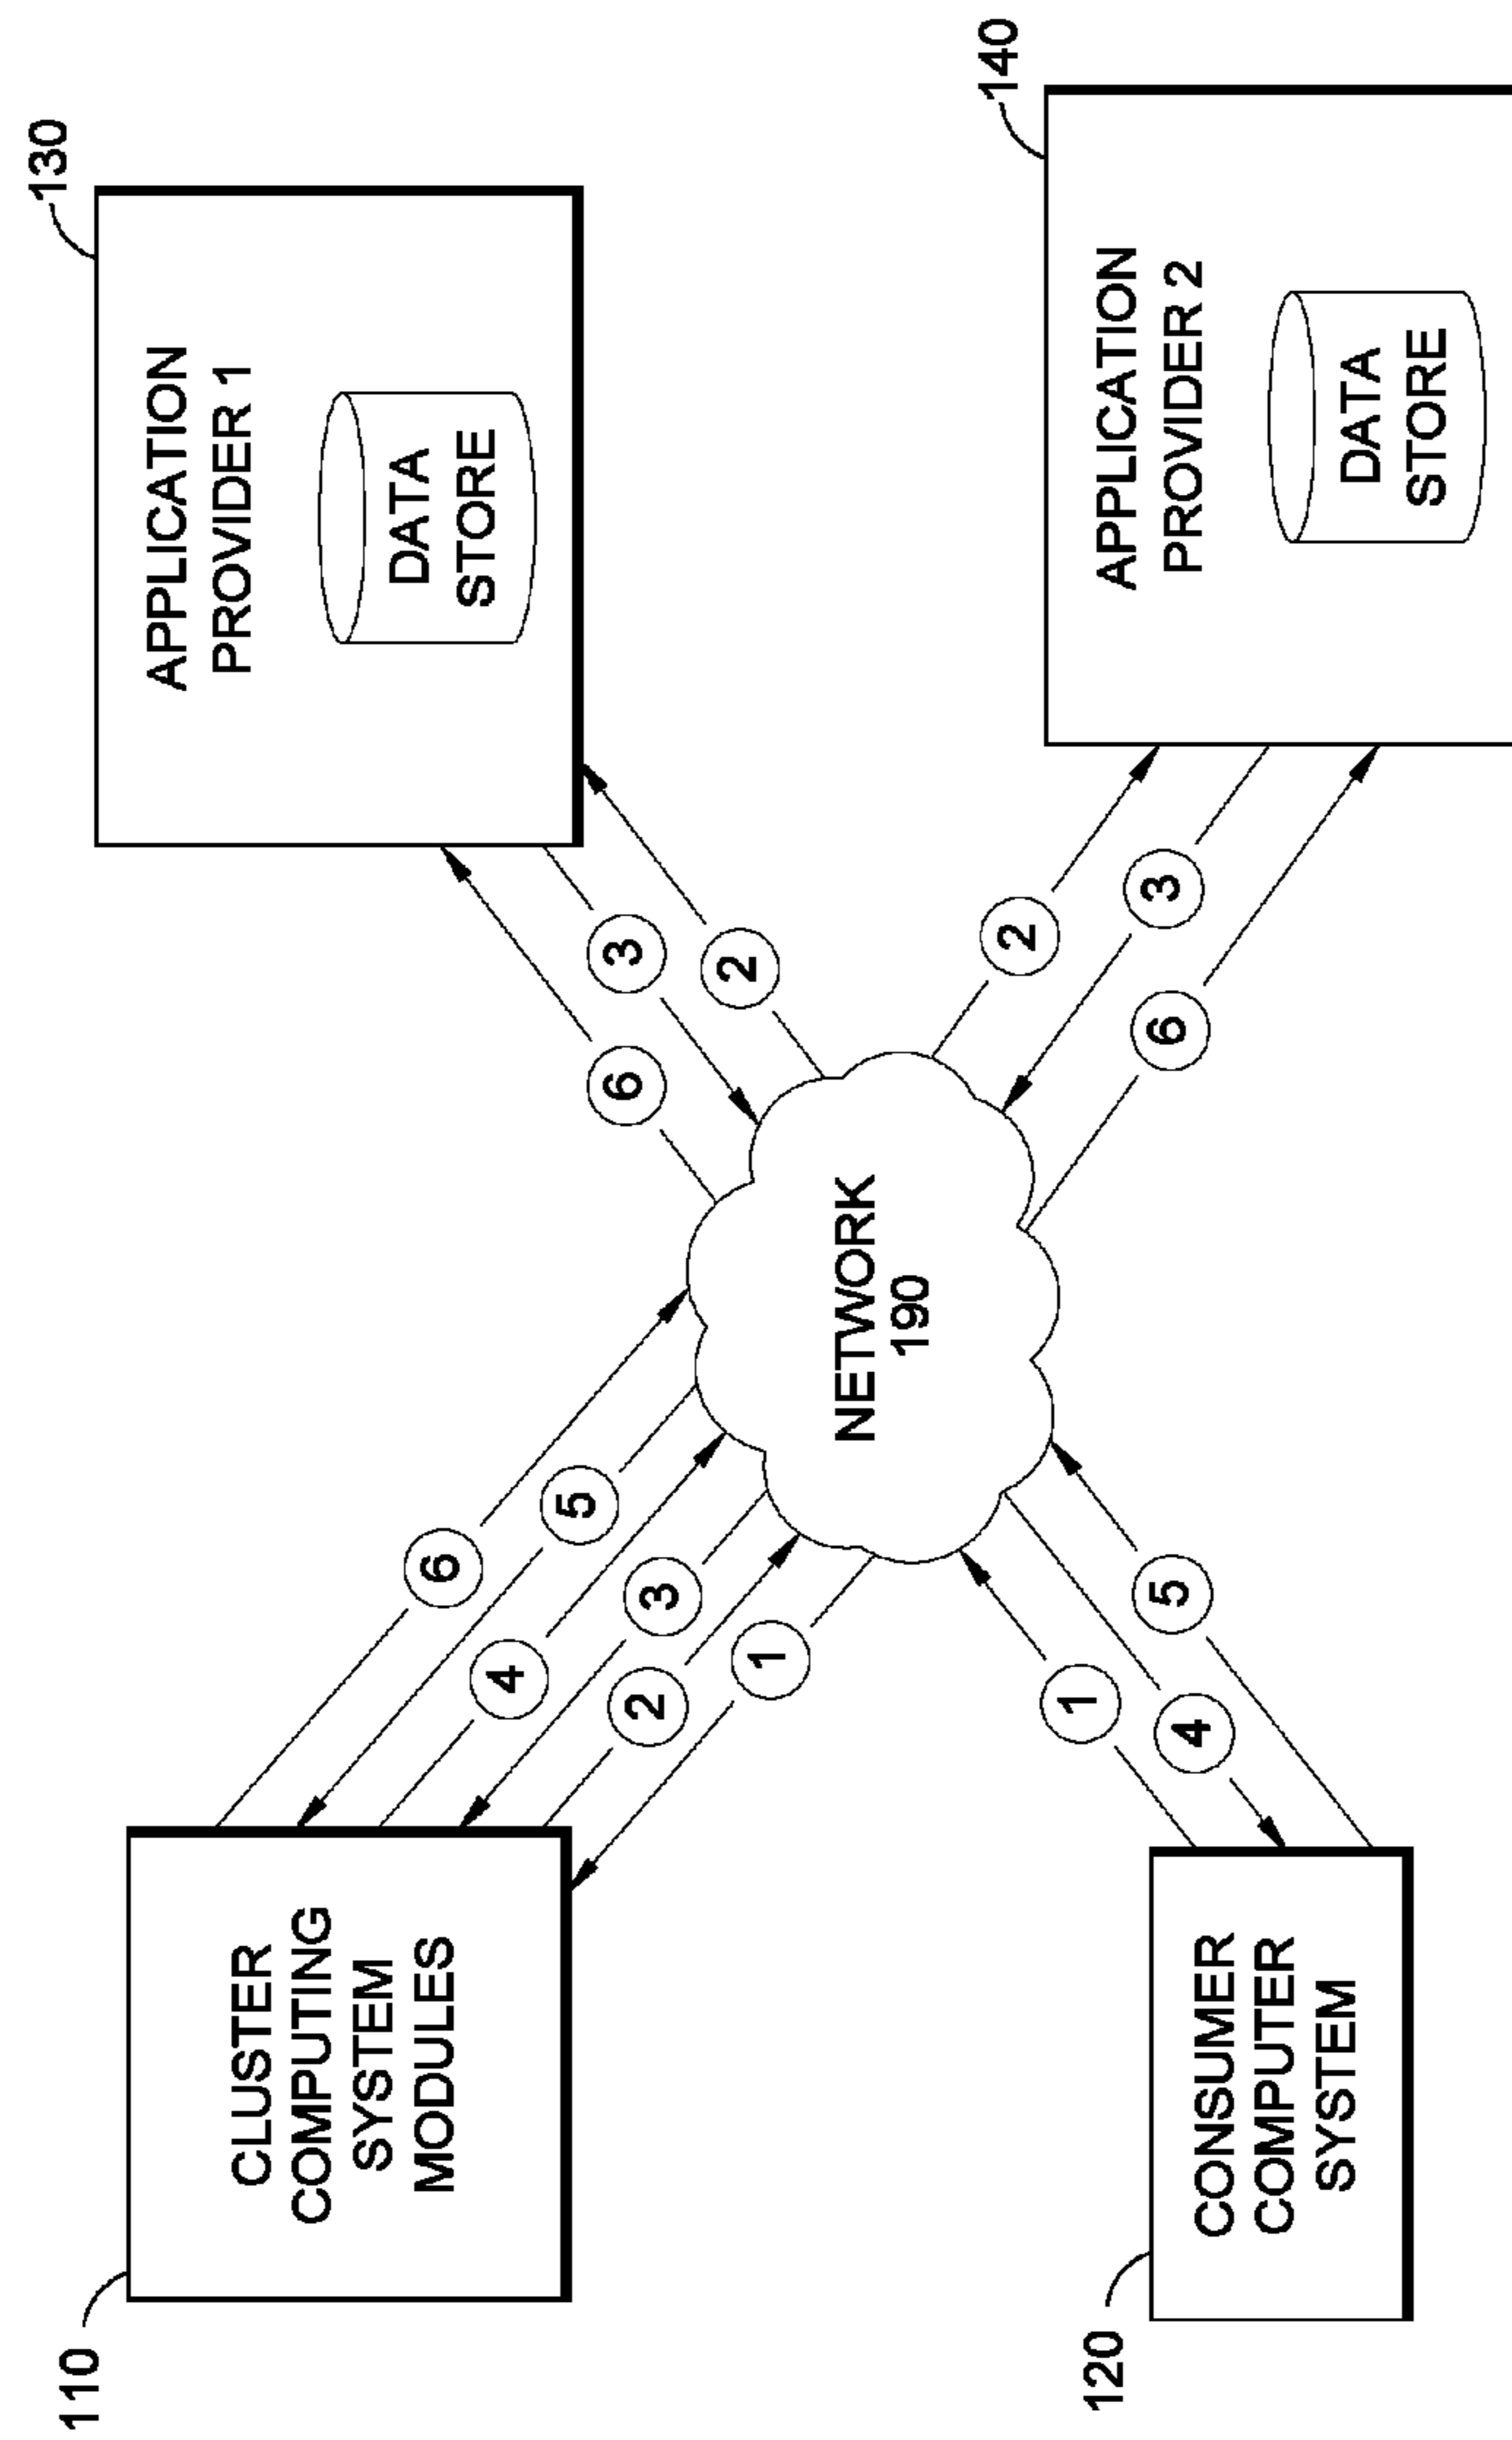 110
CLUSTER
COMPUTING
SYSTEM
MODULES
130
APPLICATION
PROVIDER 1
DATA
STORE
6
5
4
3
2
1
6
3
2
NETWORK
190
120
CONSUMER
COMPUTER
SYSTEM
1
4
5
2
3
6
140
APPLICATION
PROVIDER 2
DATA
STORE